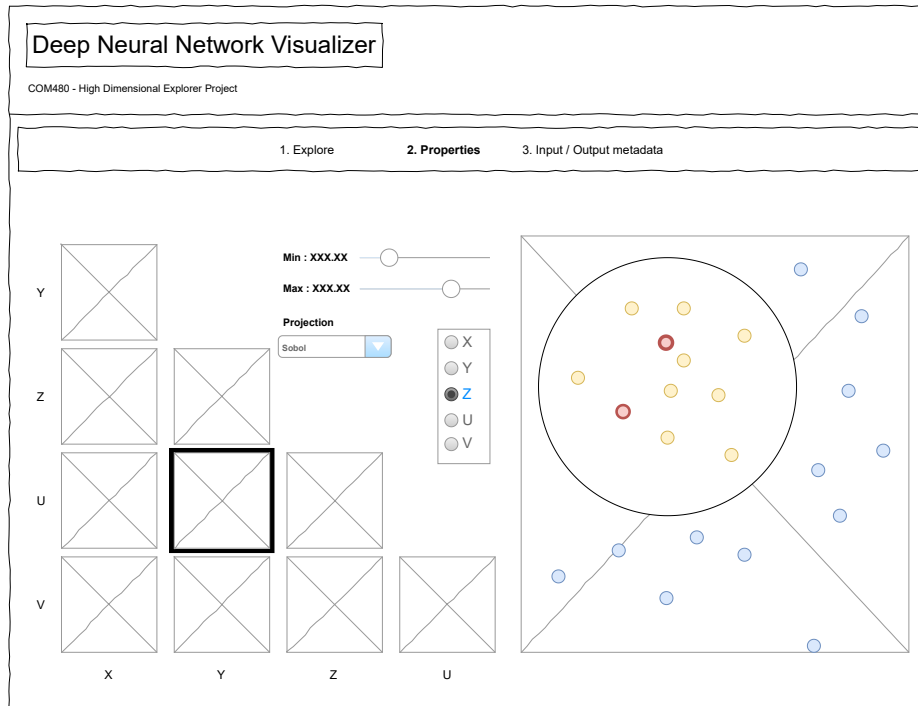 Deep Neural Network Visualizer
COM480 - High Dimensional Explorer Project
1. Explore
2. Properties
3. Input / Output metadata
Min : XXX.XX
Max : XXX.XX
Projection
Sobol
X
Y
Z
U
V
Y
Z
U
V
X
Y
Z
U